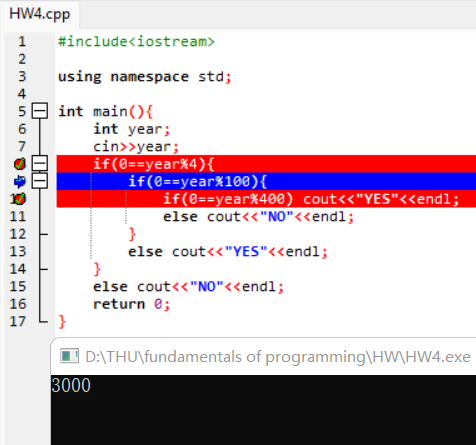 HW4.cpp
1 #include<iostream>
2
3 using namespace std;
4
5 int main(){
6 int year;
7 cin>>year;
if(0==year%4){
if(0==year%100){
if(0==year%400) cout<<"YES"<<endl;
11 else cout<<"NO"<<endl;
12 }
13 else cout<<"YES"<<endl;
14 }
15 else cout<<"NO"<<endl;
16 return 0;
17 }
D:\THU\fundamentals of programming\HW\HW4.exe
3000